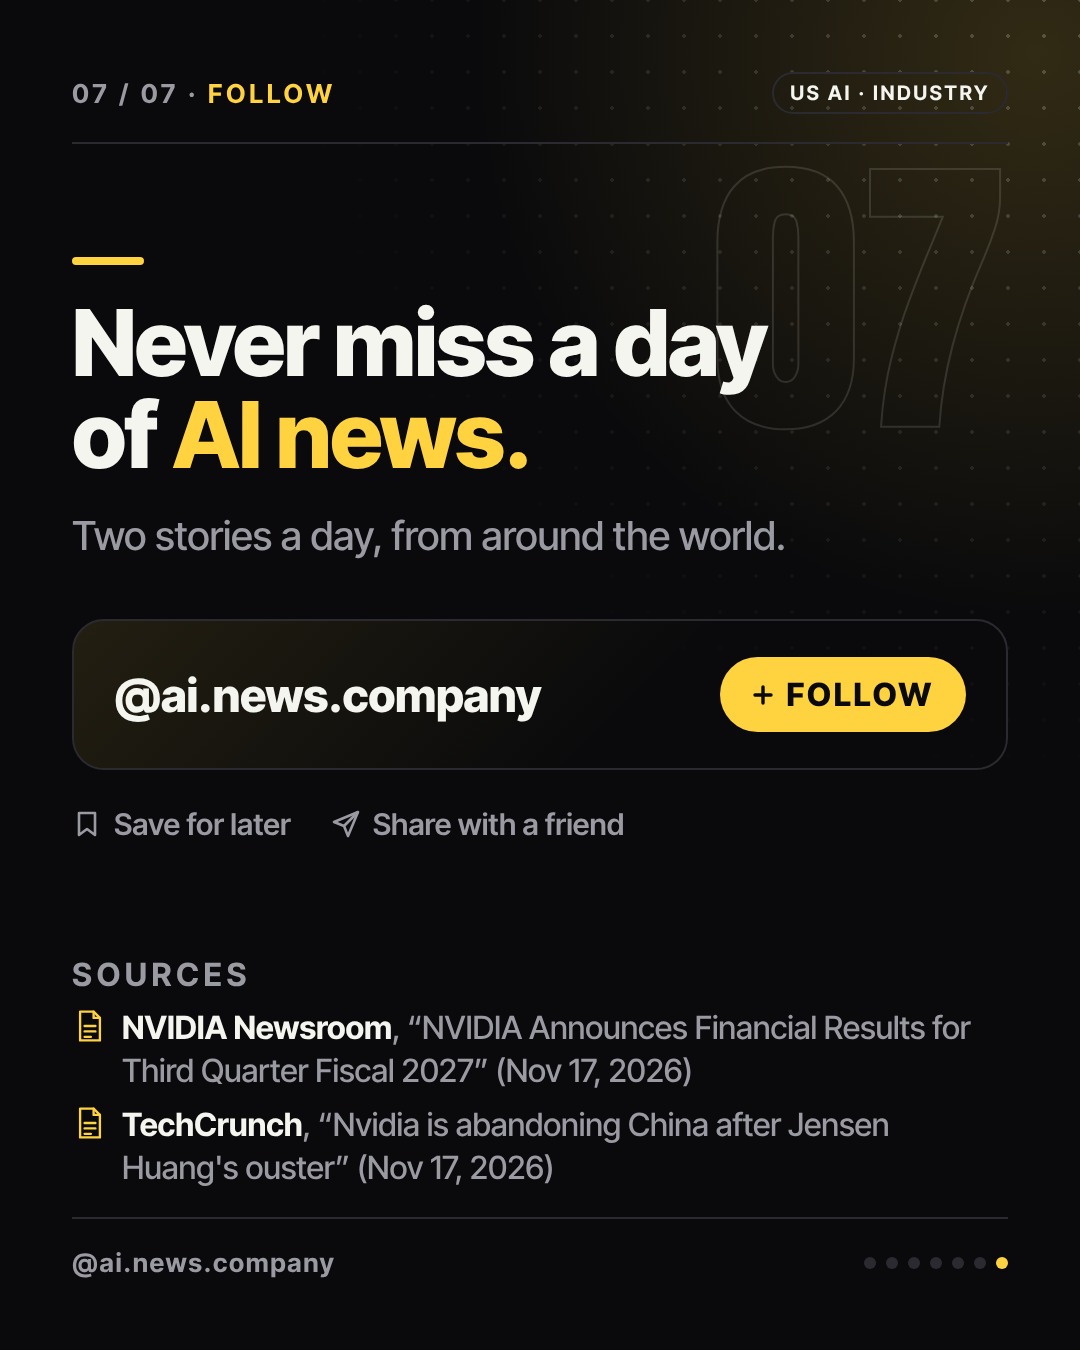 07 / 07 · FOLLOW
US AI · INDUSTRY
07
Never miss a day
of AI news.
Two stories a day, from around the world.
@ai.news.company
+ FOLLOW
Save for later
Share with a friend
SOURCES
NVIDIA Newsroom, “NVIDIA Announces Financial Results for
Third Quarter Fiscal 2027” (Nov 17, 2026)
TechCrunch, “Nvidia is abandoning China after Jensen
Huang's ouster” (Nov 17, 2026)
@ai.news.company